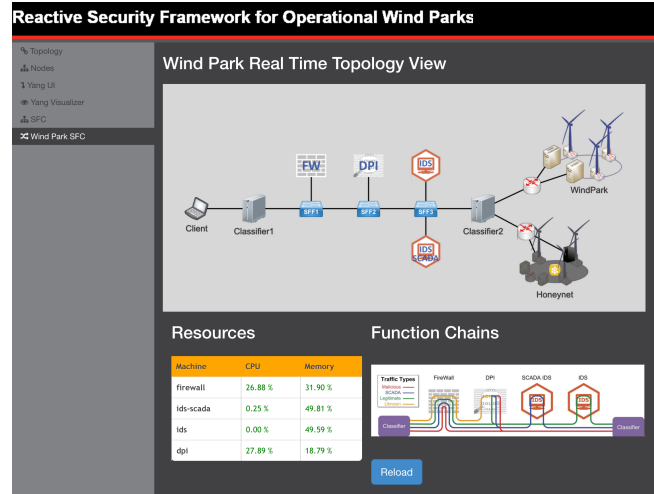 Reactive Security Framework for Operational Wind Parks
Topology
Nodes
Yang UI
Yang Visualizer
SFC
Wind Park SFC
Wind Park Real Time Topology View
FW
DPI
IDS
SFF1
SFF2
SFF3
Client
Classifier1
Classifier2
WindPark
IDS
SCADA
Honeynet
Resources
Machine CPU Memory
firewall 26.88 % 31.90 %
ids-scada 0.25 % 49.81 %
ids 0.00 % 49.59 %
dpi 27.89 % 18.79 %
Function Chains
Traffic Types
Malicious
SCADA
Legitimate
Unknown
FireWall
DPI
SCADA IDS
IDS
IDS
IDS
Classifier
Classifier
Reload